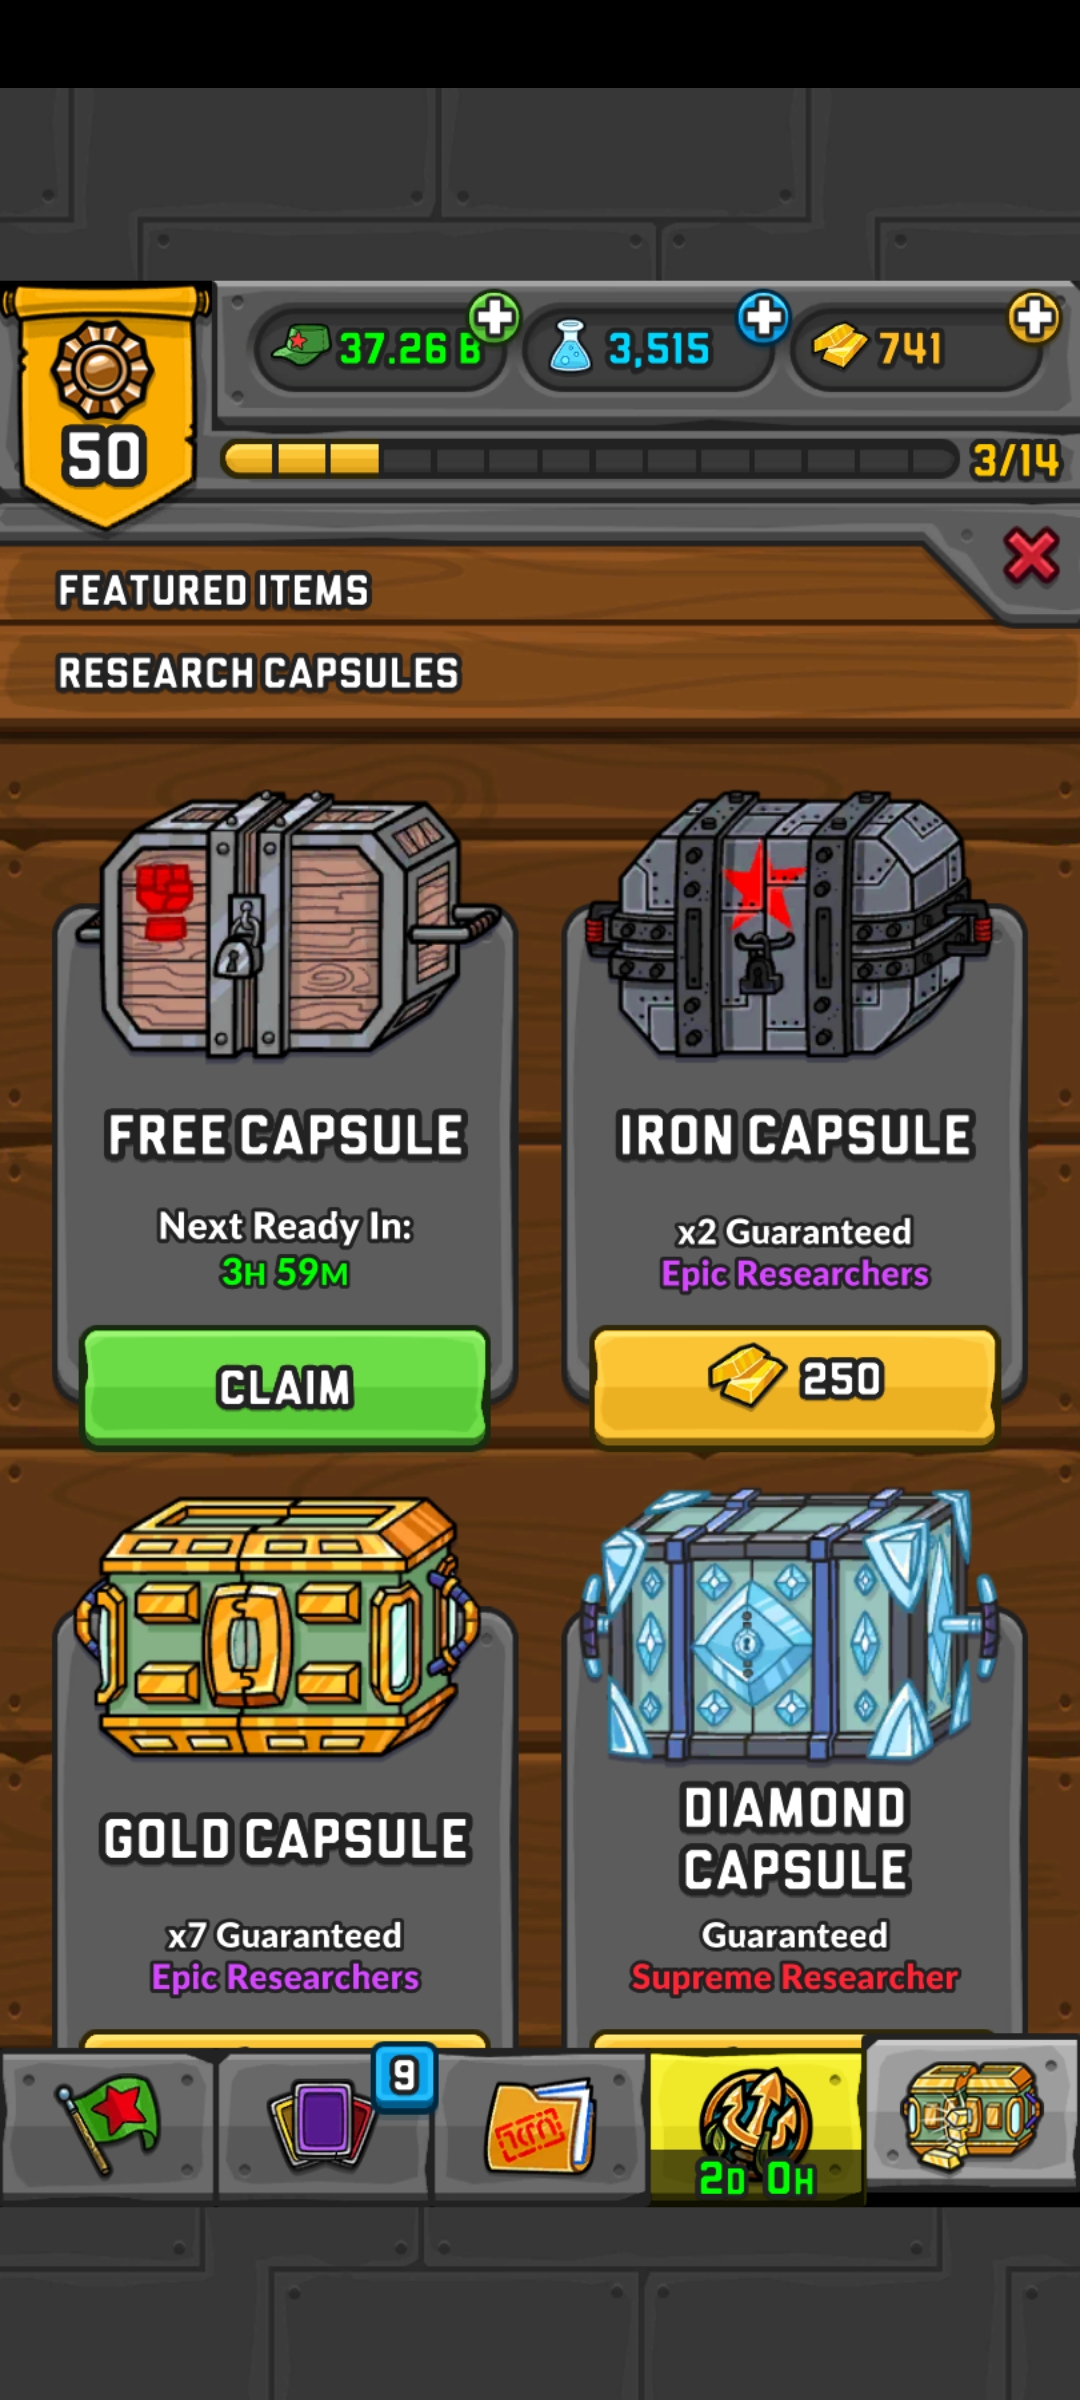 37.26 B
3,515
741
50
3/14
FEATURED ITEMS
RESEARCH CAPSULES
FREE CAPSULE
Next Ready In:
3H 59M
CLAIM
IRON CAPSULE
x2 Guaranteed
Epic Researchers
250
GOLD CAPSULE
x7 Guaranteed
Epic Researchers
DIAMOND
CAPSULE
Guaranteed
Supreme Researcher
9
2D 0H